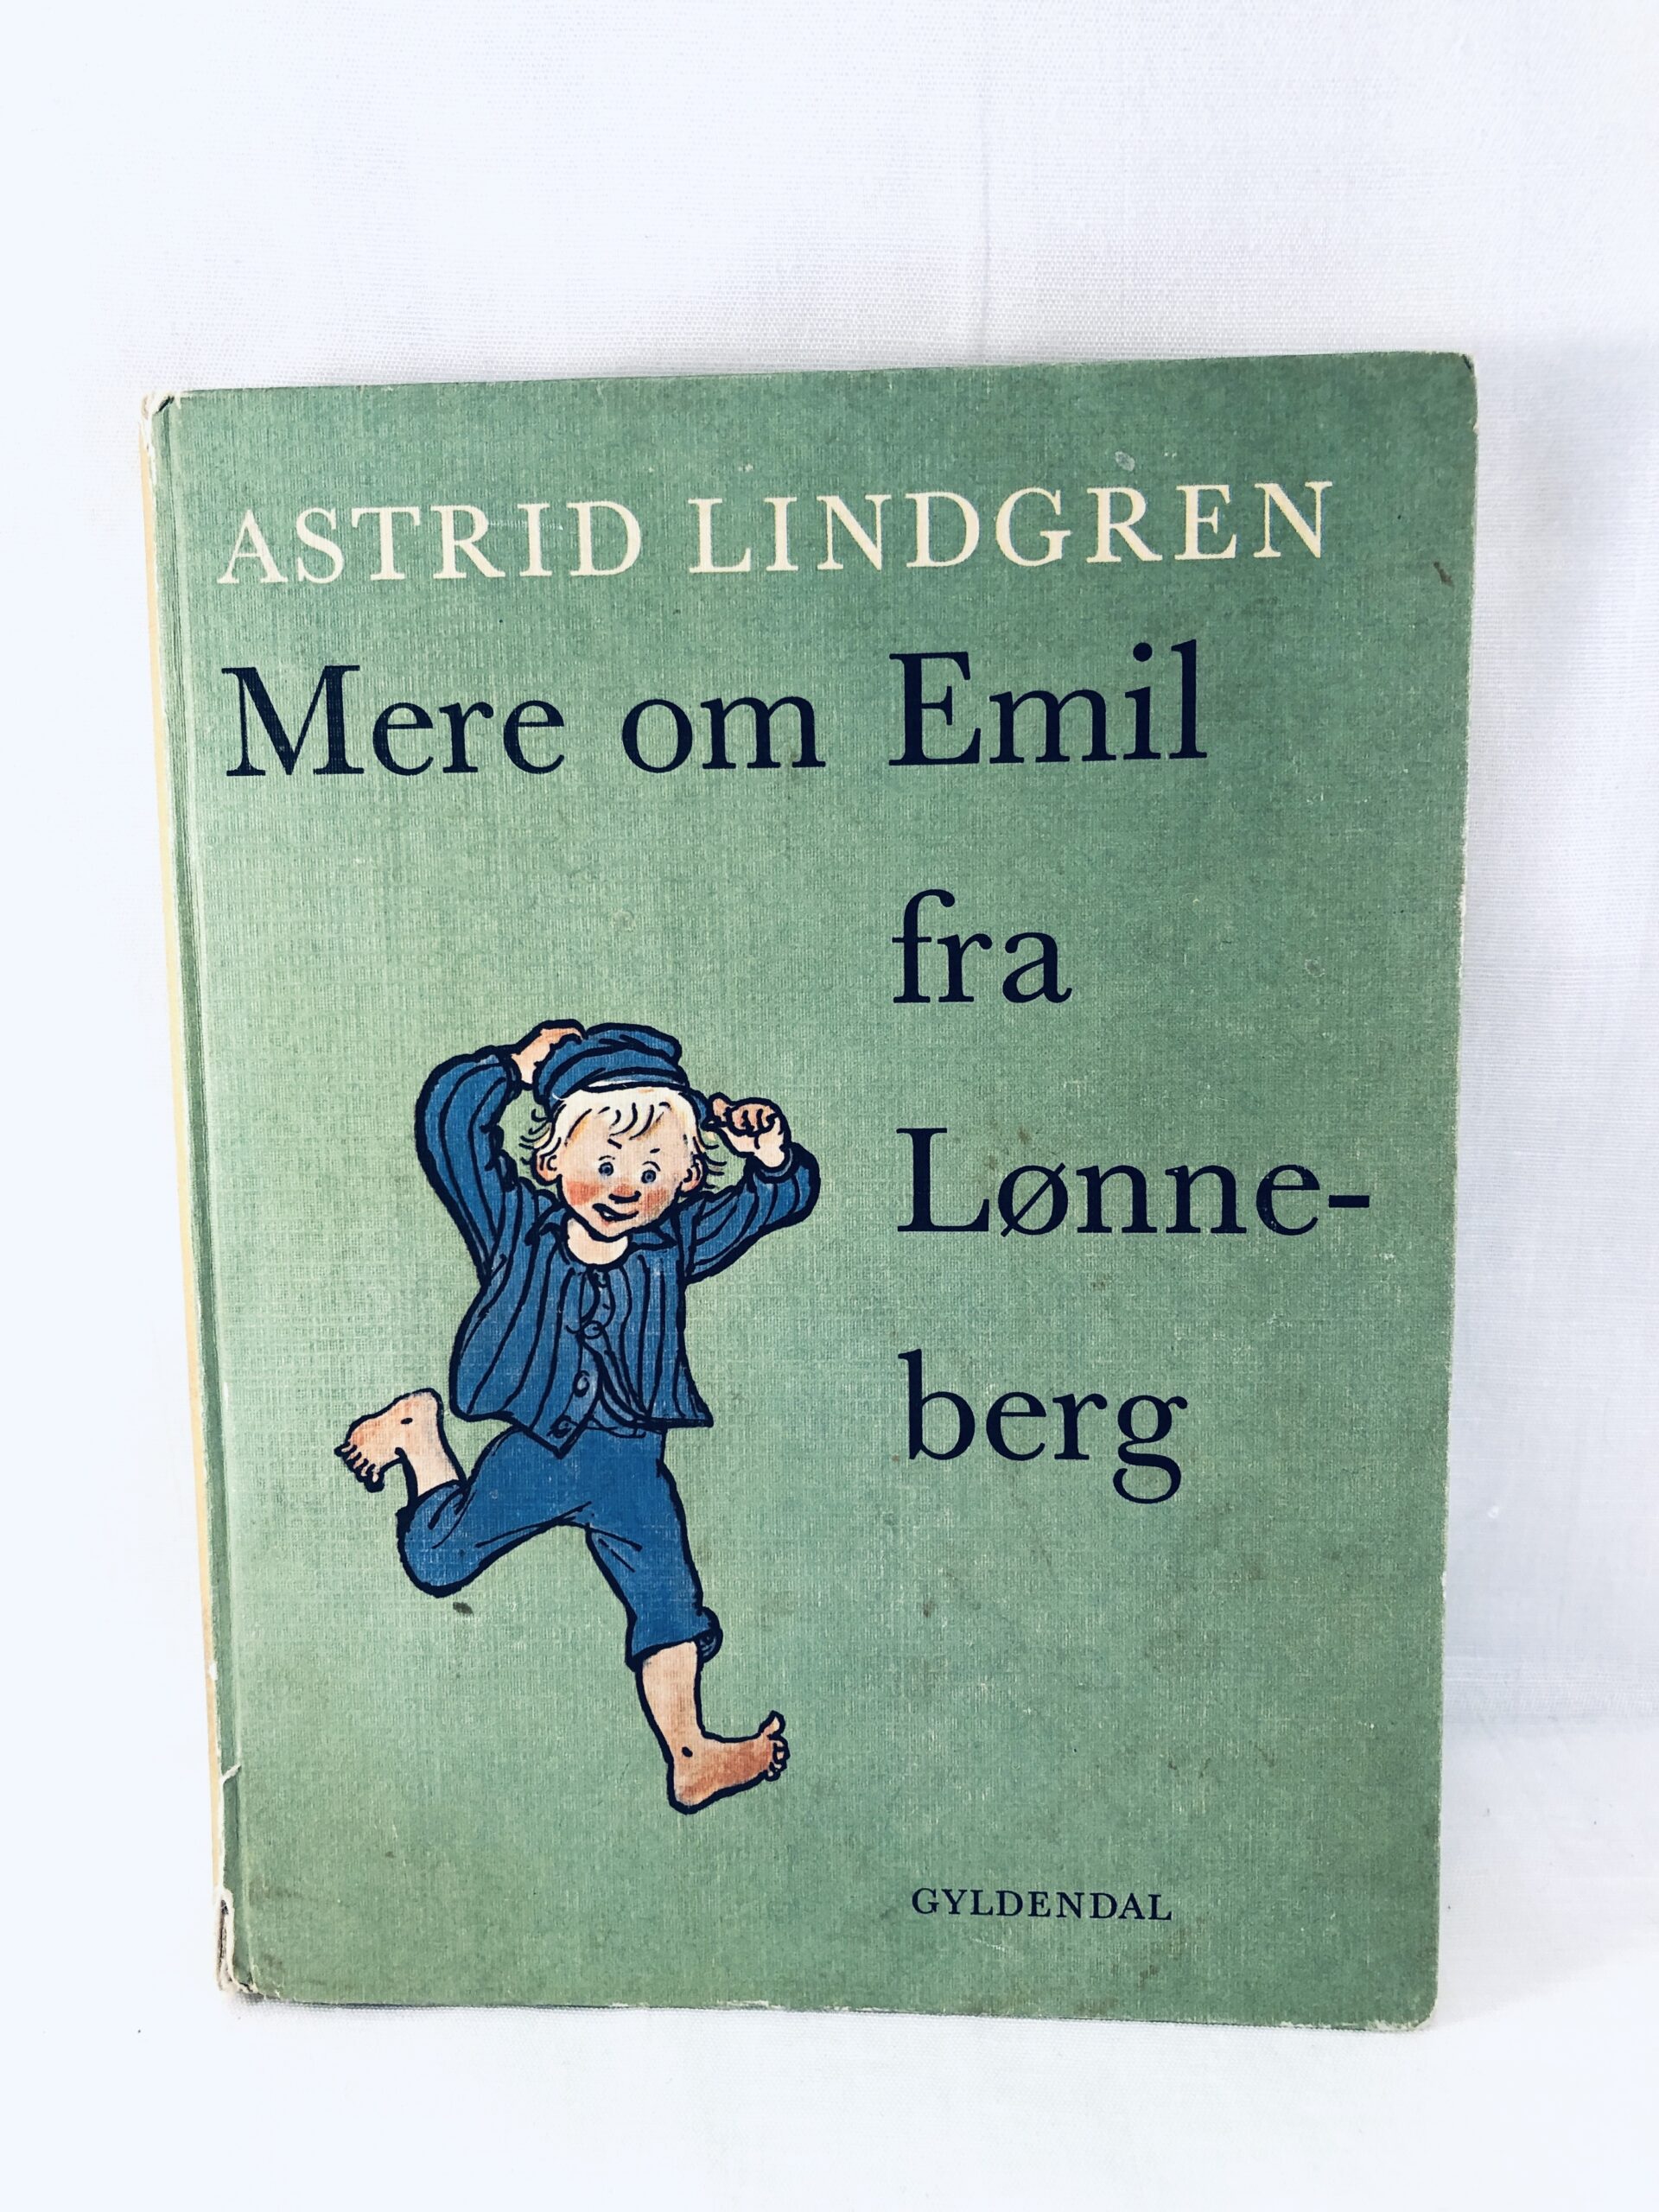 ASTRID LINDGREN
Mere om Emil
fra
Lønne-
berg
GYLDENDAL